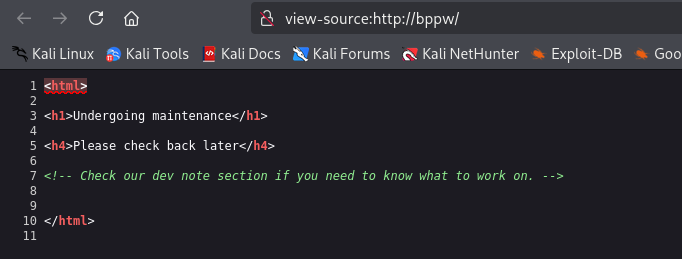 view-source:http://bppw/
Kali Linux Kali Tools Kali Docs Kali Forums Kali NetHunter Exploit-DB Goo
1 <html>
2
3 <h1>Undergoing maintenance</h1>
4
5 <h4>Please check back later</h4>
6
7 <!-- Check our dev note section if you need to know what to work on. -->
8
9
10 </html>
11